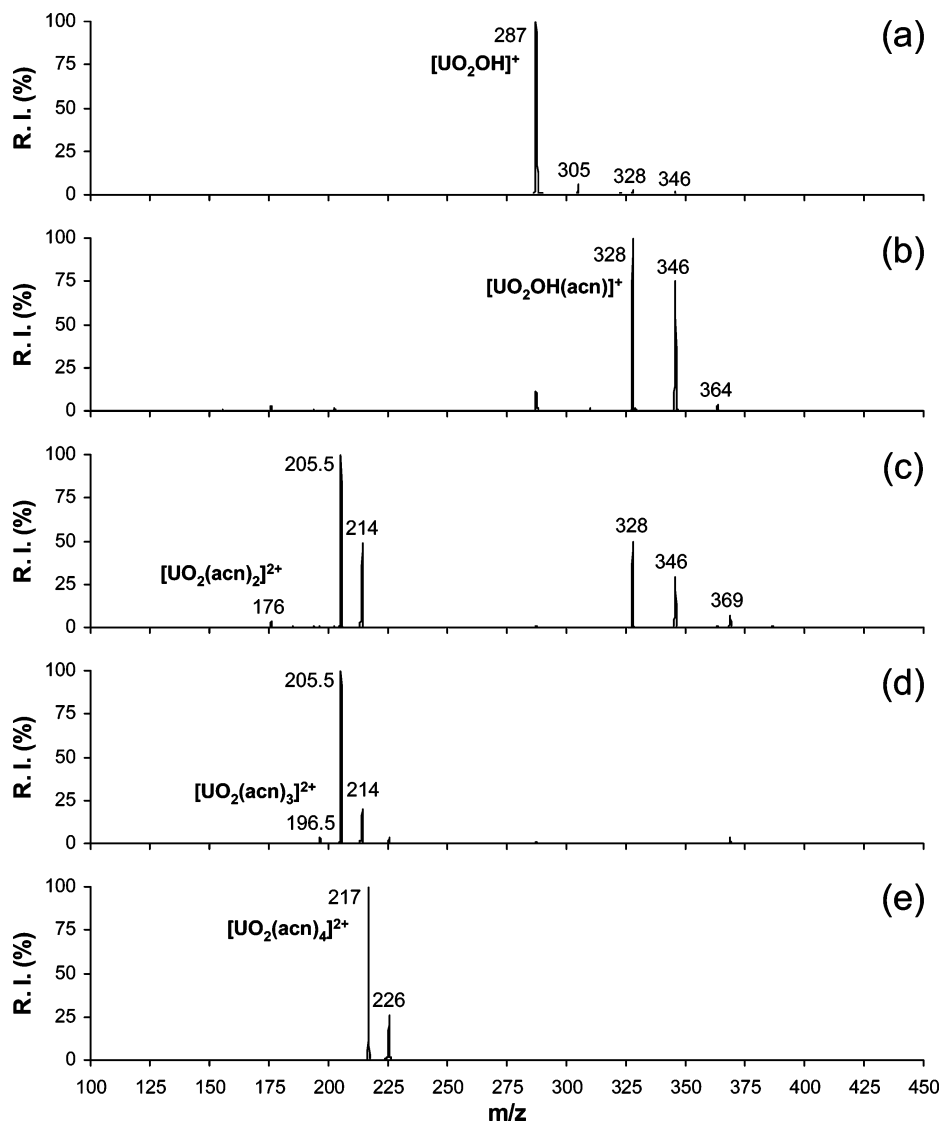 (a)
R. I. (%)
100
75
50
25
0
287
[UO₂OH]⁺
305
328
346
(b)
R. I. (%)
100
75
50
25
0
328
[UO₂OH(acn)]⁺
346
364
(c)
R. I. (%)
100
75
50
25
0
205.5
214
[UO₂(acn)₂]²⁺
176
328
346
369
(d)
R. I. (%)
100
75
50
25
0
205.5
[UO₂(acn)₃]²⁺
214
196.5
(e)
R. I. (%)
100
75
50
25
0
217
[UO₂(acn)₄]²⁺
226
100 125 150 175 200 225 250 275 300 325 350 375 400 425 450
m/z